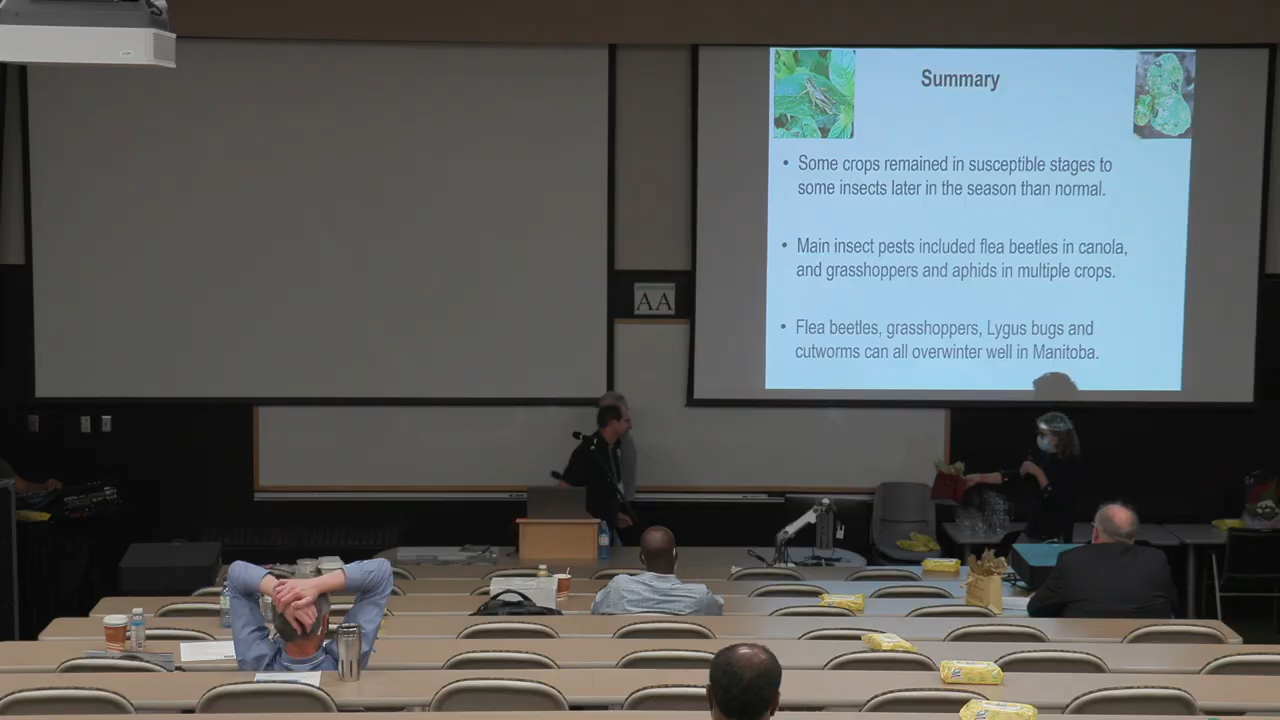 Summary
• Some crops remained in susceptible stages to
some insects later in the season than normal.
• Main insect pests included flea beetles in canola,
and grasshoppers and aphids in multiple crops.
• Flea beetles, grasshoppers, Lygus bugs and
cutworms can all overwinter well in Manitoba.
AA